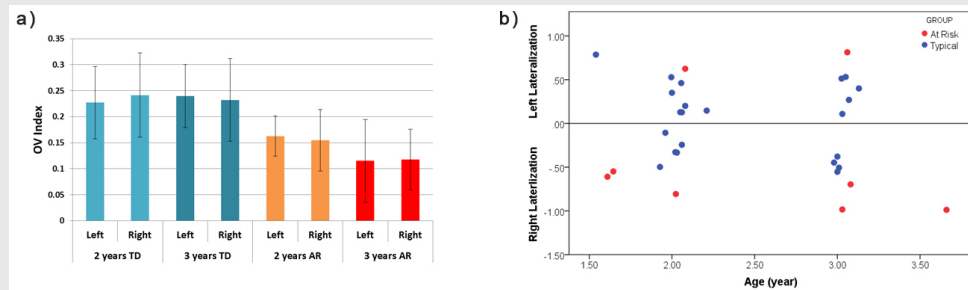 a)
OV Index
0.35
0.3
0.25
0.2
0.15
0.1
0.05
0
Left Right Left Right Left Right Left Right
2 years TD 3 years TD 2 years AR 3 years AR
b)
GROUP
At Risk
Typical
Left Lateralization
Right Laterlization
1.00
.50
.00
-.50
-1.00
-1.50
1.50 2.00 2.50 3.00 3.50
Age (year)